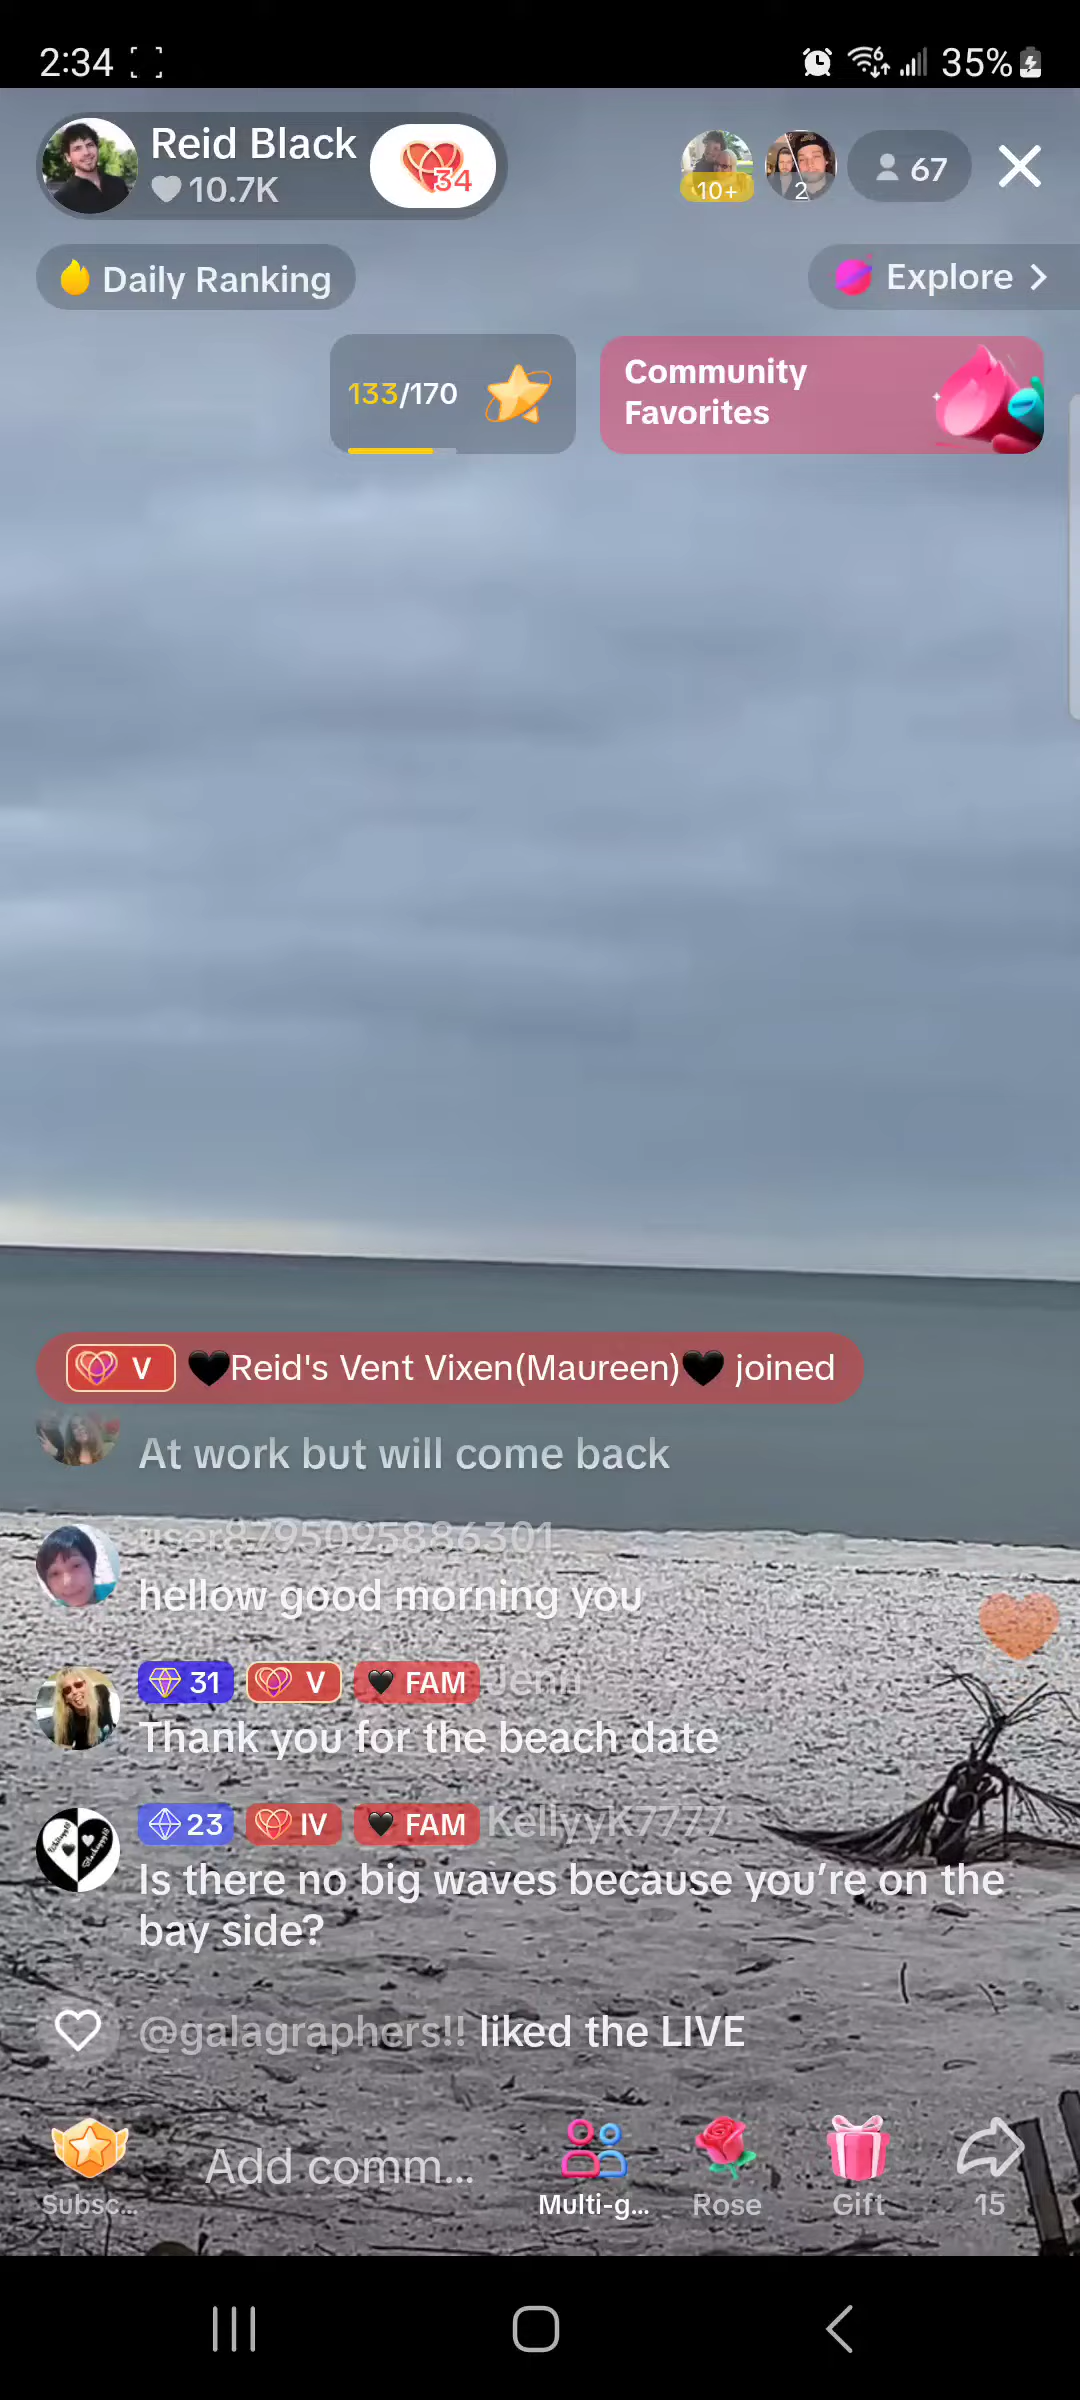 2:34
6
35%
Reid Black
10.7K
34
10+
2
67
Daily Ranking
Explore
133/170
Community
Favorites
V 🖤Reid's Vent Vixen(Maureen)🖤 joined
At work but will come back
user8795095886301
hellow good morning you
31 V 🖤 FAM Jenn
Thank you for the beach date
23 IV 🖤 FAM
Is there no big waves because you’re on the
bay side?
@galagraphers!! liked the LIVE
Subsc...
Add comm...
Multi-g...
Rose
Gift
15